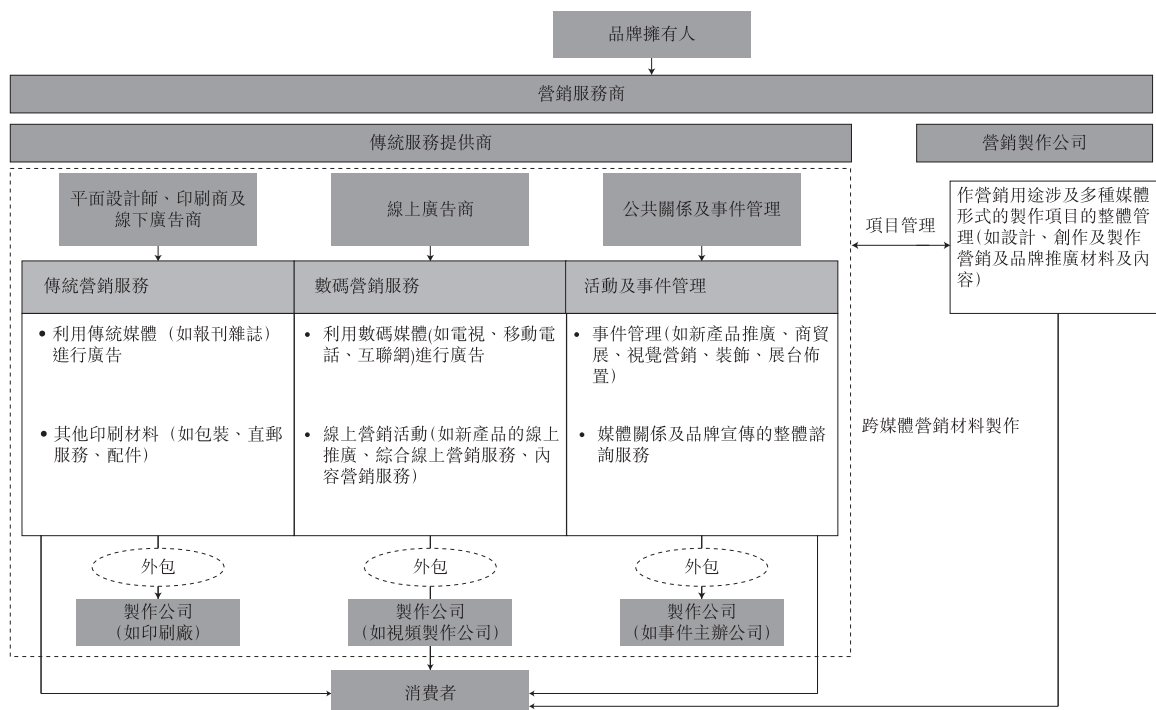 品牌擁有人
營銷服務商
傳統服務提供商
營銷製作公司
平面設計師、印刷商及
線下廣告商
線上廣告商
公共關係及事件管理
項目管理
作營銷用途涉及多種媒體
形式的製作項目的整體管
理(如設計、創作及製作
營銷及品牌推廣材料及內
容)
傳統營銷服務
數碼營銷服務
活動及事件管理
• 利用傳統媒體（如報刊雜誌）
進行廣告
• 其他印刷材料（如包裝、直郵
服務、配件）
• 利用數碼媒體(如電視、移動電
話、互聯網)進行廣告
• 線上營銷活動(如新產品的線上
推廣、綜合線上營銷服務、內
容營銷服務)
• 事件管理(如新產品推廣、商貿
展、視覺營銷、裝飾、展台佈
置)
• 媒體關係及品牌宣傳的整體諮
詢服務
跨媒體營銷材料製作
外包
外包
外包
製作公司
(如印刷廠)
製作公司
(如視頻製作公司)
製作公司
(如事件主辦公司)
消費者